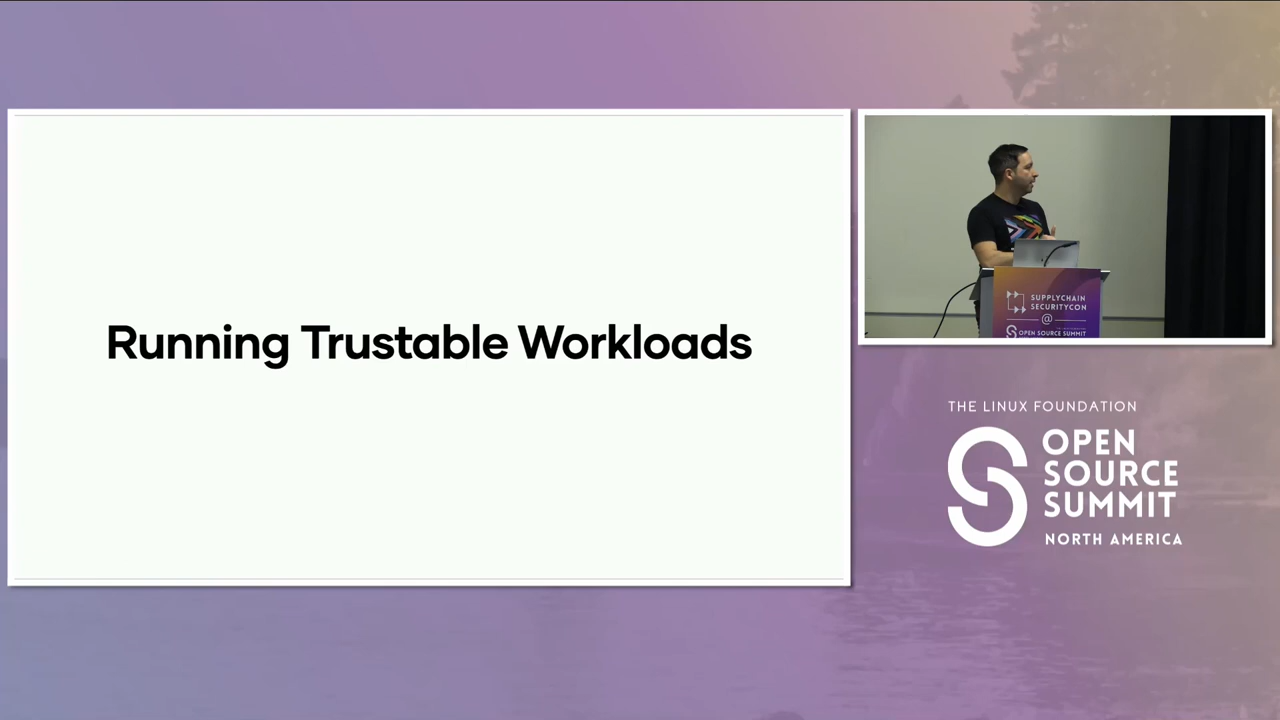 Running Trustable Workloads
SUPPLYCHAIN
SECURITYCON
@
OPEN SOURCE SUMMIT
THE LINUX FOUNDATION
OPEN
SOURCE
SUMMIT
NORTH AMERICA